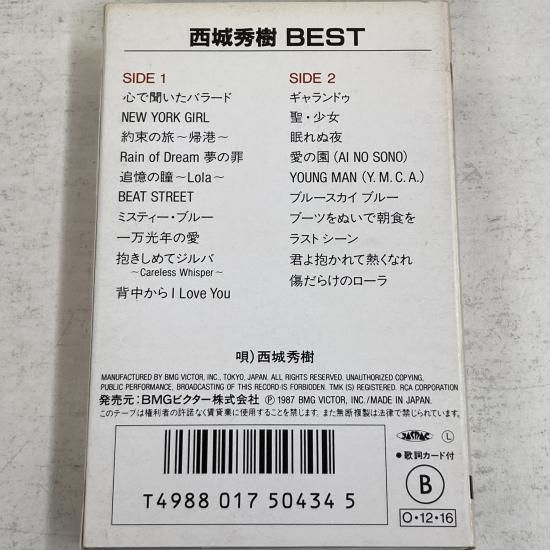 西城秀樹 BEST
SIDE 1
心で聞いたバラード
NEW YORK GIRL
約束の旅～帰港～
Rain of Dream 夢の罪
追憶の瞳～Lola～
BEAT STREET
ミスティー・ブルー
一万光年の愛
抱きしめてジルバ
～Careless Whisper～
背中から I Love You
SIDE 2
ギャランドゥ
聖・少女
眠れぬ夜
愛の園 (AI NO SONO)
YOUNG MAN (Y. M. C. A.)
ブルースカイ ブルー
ブーツをぬいで朝食を
ラスト シーン
君よ抱かれて熱くなれ
傷だらけのローラ
唄) 西城秀樹
MANUFACTURED BY BMG VICTOR, INC., TOKYO, JAPAN. ALL RIGHTS RESERVED. UNAUTHORIZED COPYING,
PUBLIC PERFORMANCE, BROADCASTING OF THIS RECORD IS FORBIDDEN. TMK (S) REGISTERED. RCA CORPORATION
発売元:BMGビクター株式会社 Ⓟ 1987 BMG VICTOR, INC./MADE IN JAPAN.
このテープは権利者の許諾なく賃貸業に使用することを禁じます。また無断複製は法律で禁じられています。
JASRAC Ⓛ
●歌詞カード付
B
O・12・16
T4988017504345